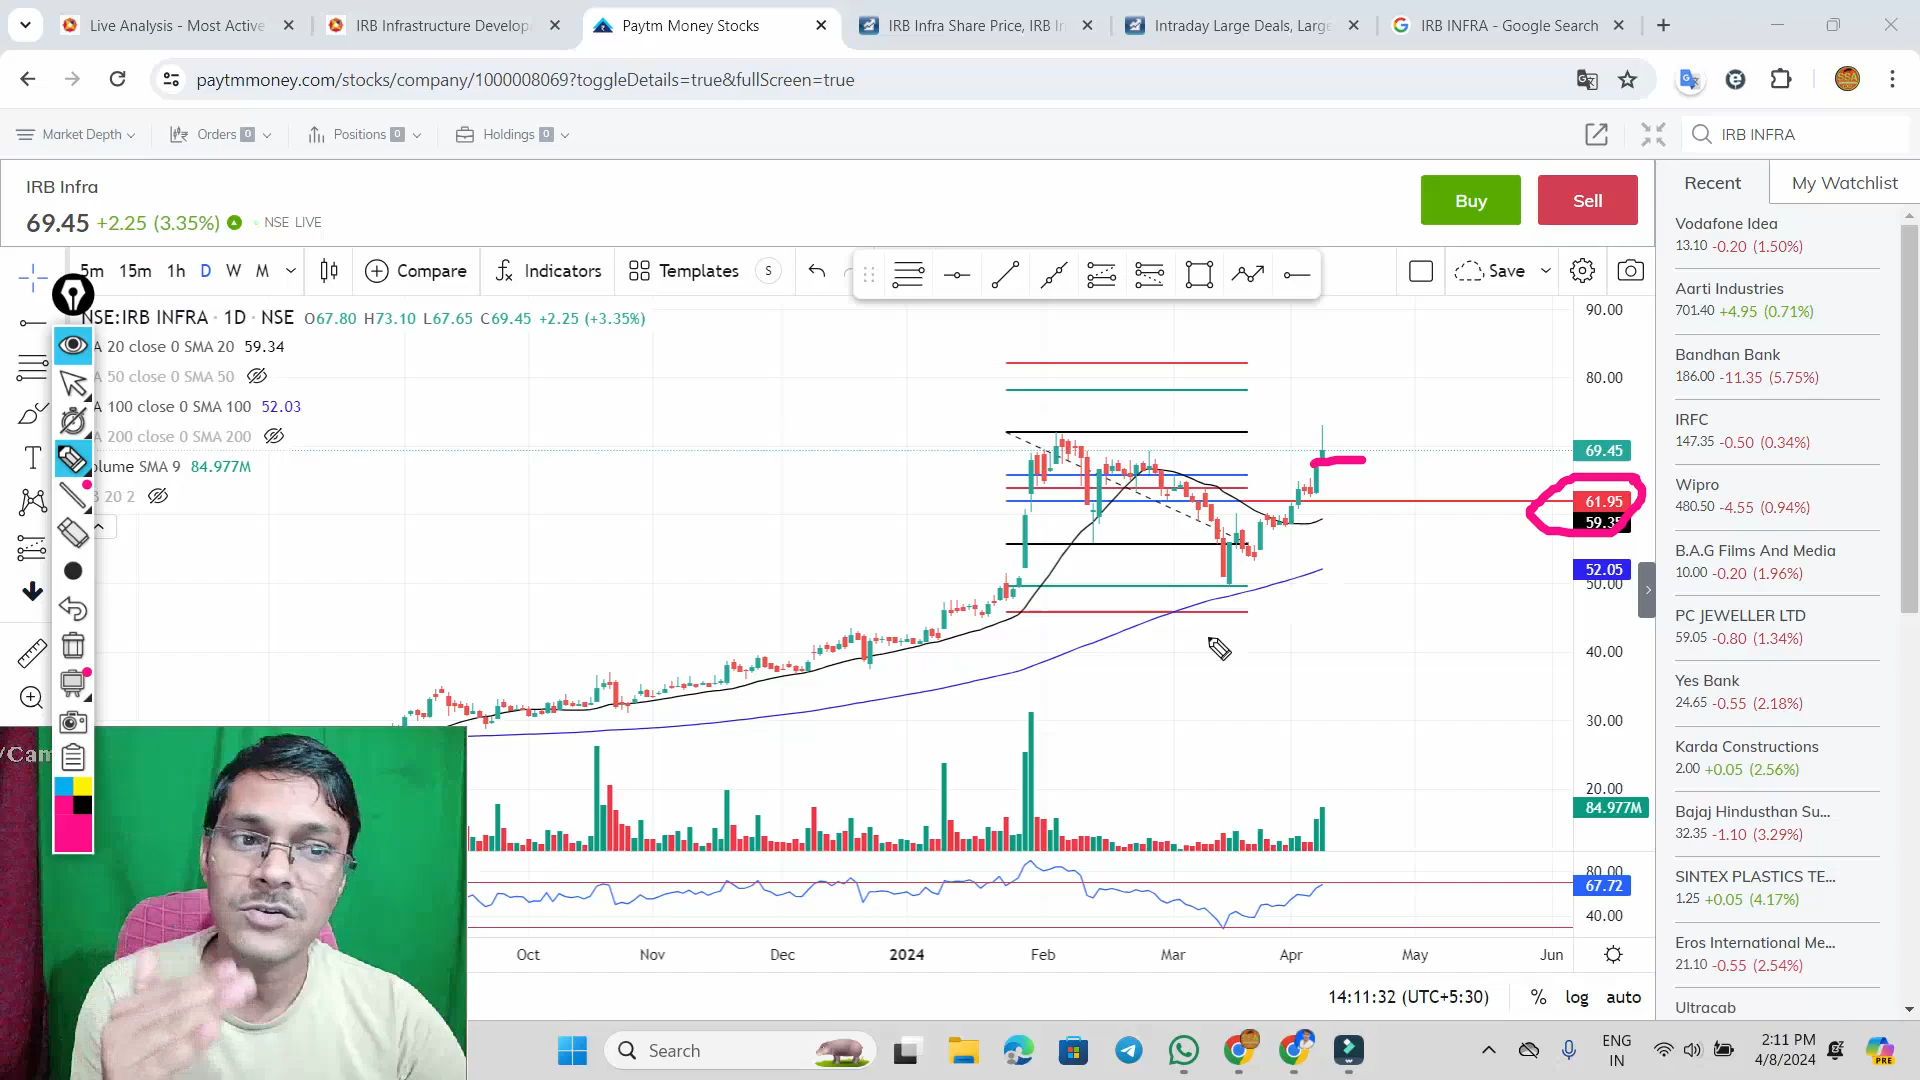 Live Analysis - Most Active
IRB Infrastructure Develop
Paytm Money Stocks
IRB Infra Share Price, IRB In
Intraday Large Deals, Large
IRB INFRA - Google Search
paytmmoney.com/stocks/company/1000008069?toggleDetails=true&fullScreen=true
Market Depth
Orders 0
Positions 0
Holdings 0
IRB INFRA
IRB Infra
69.45 +2.25 (3.35%) NSE LIVE
Buy
Sell
Recent
My Watchlist
5m 15m 1h D W M
Compare
Indicators
Templates
S
Save
NSE:IRB INFRA · 1D · NSE O67.80 H73.10 L67.65 C69.45 +2.25 (+3.35%)
A 20 close 0 SMA 20 59.34
A 50 close 0 SMA 50
A 100 close 0 SMA 100 52.03
A 200 close 0 SMA 200
olume SMA 9 84.977M
20 2
90.00
80.00
69.45
61.95
59.35
52.05
50.00
40.00
30.00
20.00
84.977M
80.00
67.72
40.00
Oct
Nov
Dec
2024
Feb
Mar
Apr
May
Jun
14:11:32 (UTC+5:30)
%
log
auto
Vodafone Idea
13.10 -0.20 (1.50%)
Aarti Industries
701.40 +4.95 (0.71%)
Bandhan Bank
186.00 -11.35 (5.75%)
IRFC
147.35 -0.50 (0.34%)
Wipro
480.50 -4.55 (0.94%)
B.A.G Films And Media
10.00 -0.20 (1.96%)
PC JEWELLER LTD
59.05 -0.80 (1.34%)
Yes Bank
24.65 -0.55 (2.18%)
Karda Constructions
2.00 +0.05 (2.56%)
Bajaj Hindusthan Su...
32.35 -1.10 (3.29%)
SINTEX PLASTICS TE...
1.25 +0.05 (4.17%)
Eros International Me...
21.10 -0.55 (2.54%)
Ultracab
/Cam
Search
ENG
IN
2:11 PM
4/8/2024
PRE